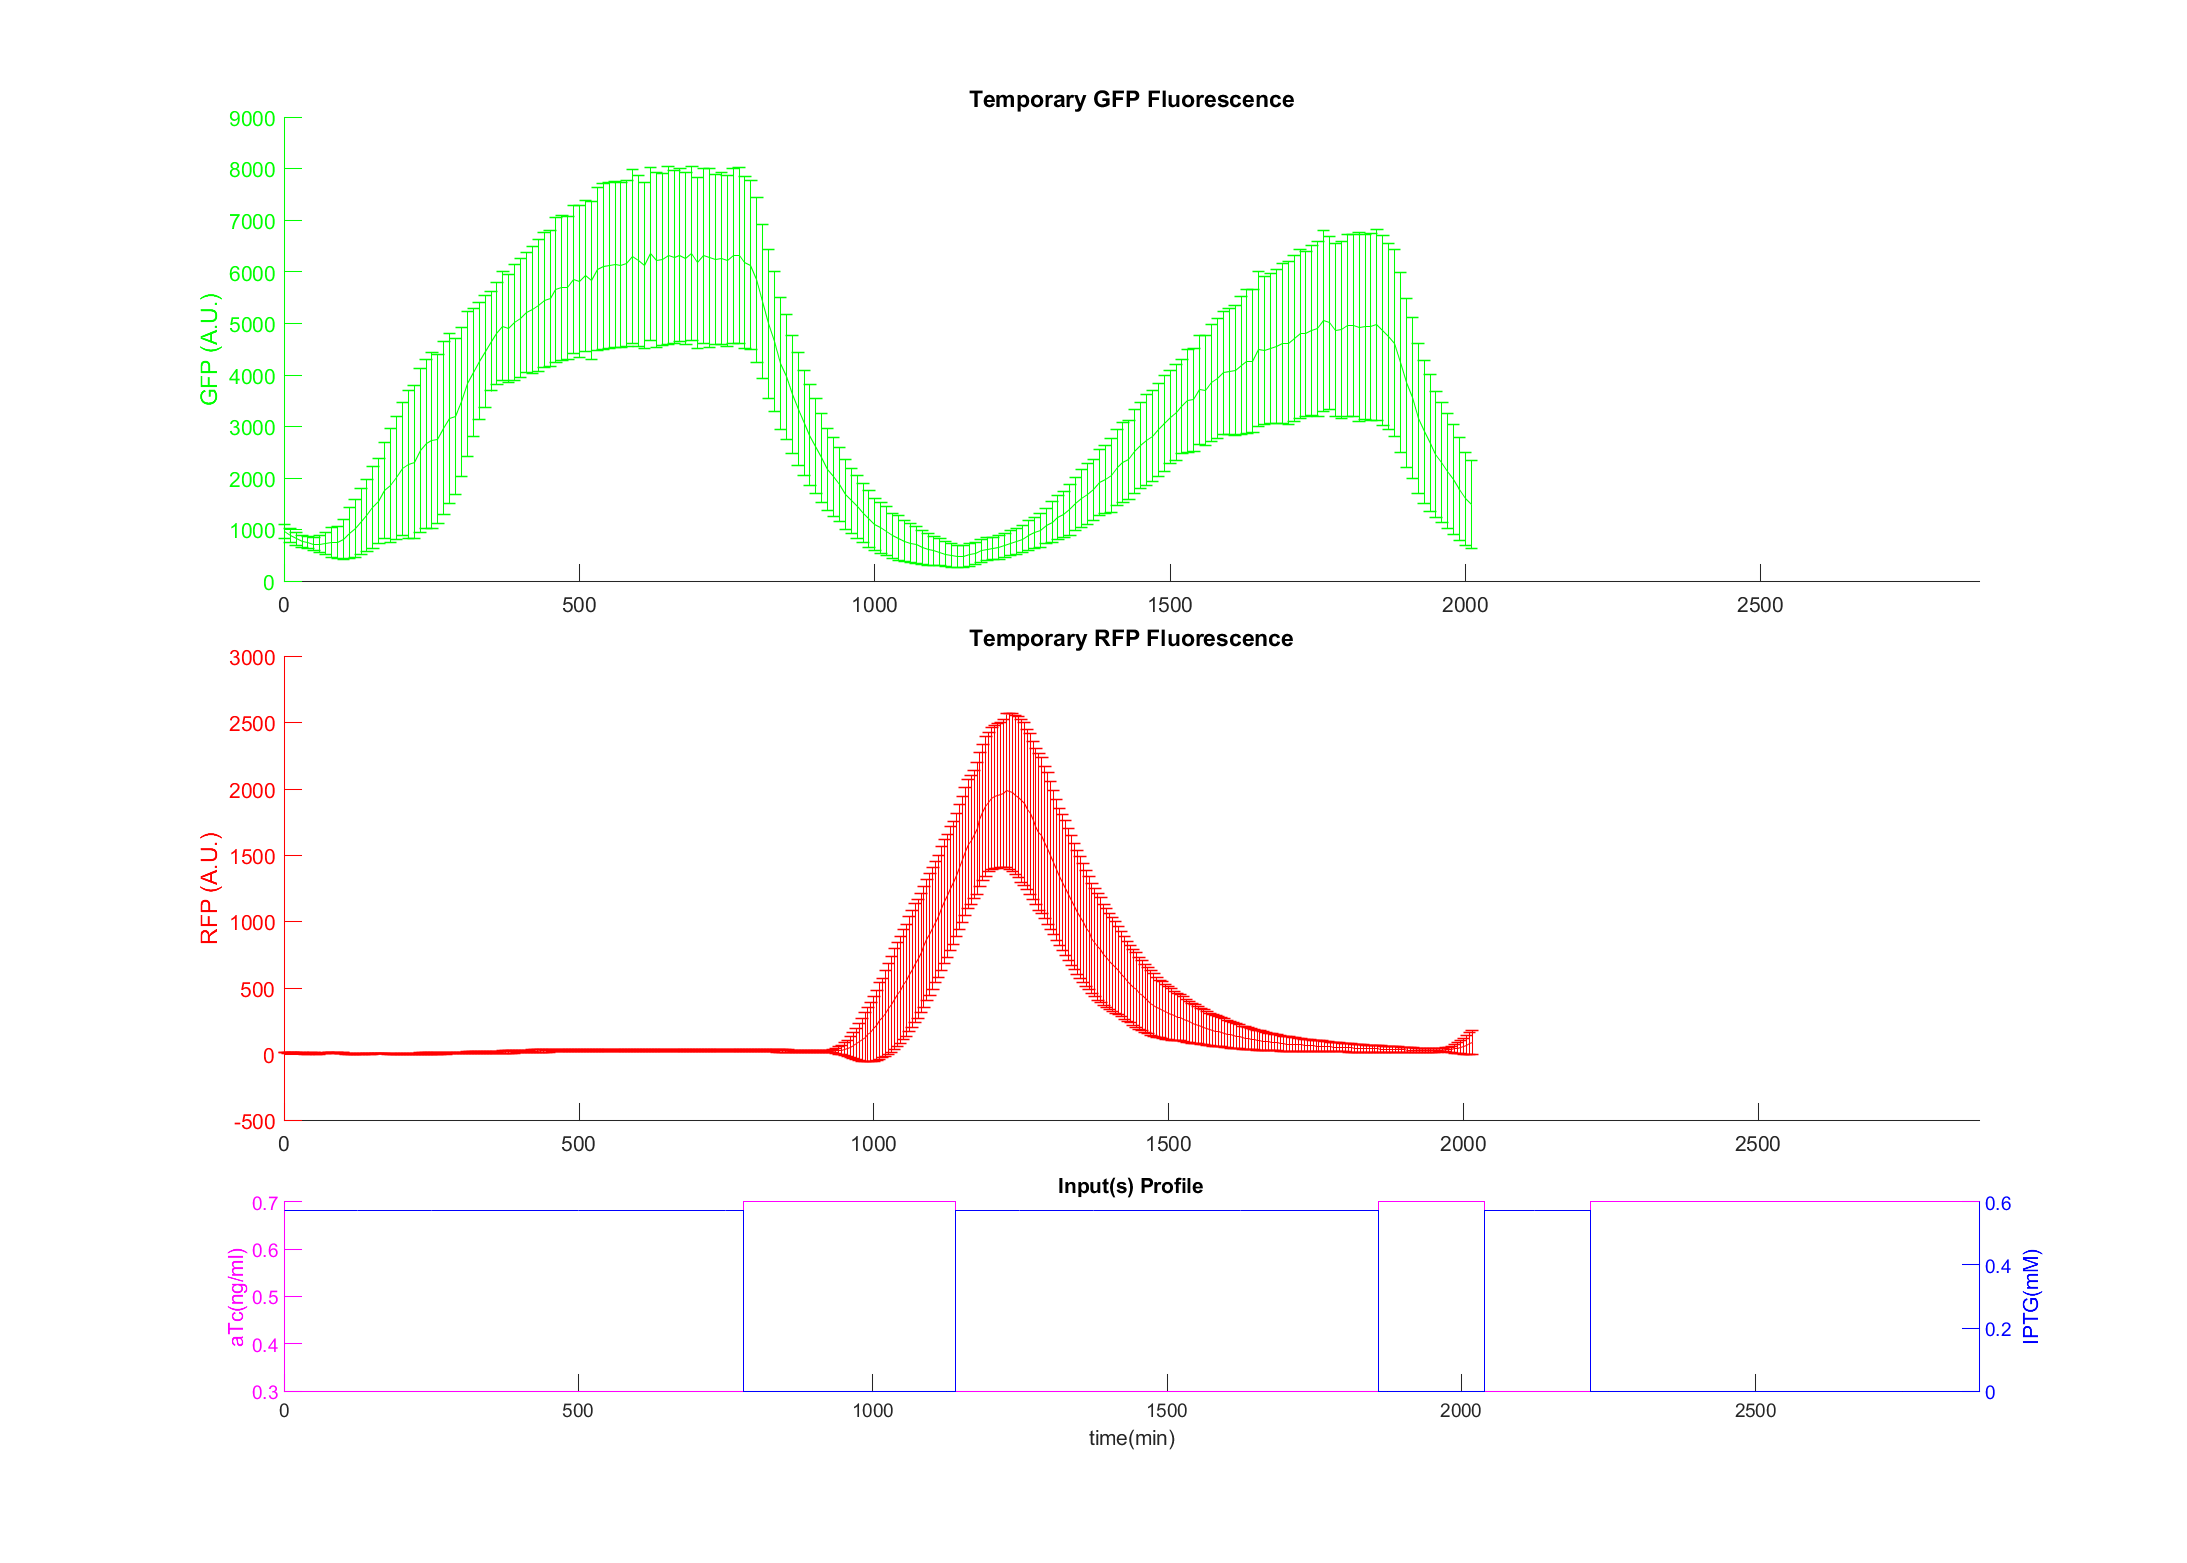 Temporary GFP Fluorescence
9000
8000
7000
6000
5000
4000
3000
2000
1000
0
GFP (A.U.)
0 500 1000 1500 2000 2500
Temporary RFP Fluorescence
3000
2500
2000
1500
1000
500
0
-500
RFP (A.U.)
0 500 1000 1500 2000 2500
Input(s) Profile
0.7
0.6
0.5
0.4
0.3
aTc(ng/ml)
0.6
0.4
0.2
0
IPTG(mM)
0 500 1000 1500 2000 2500
time(min)